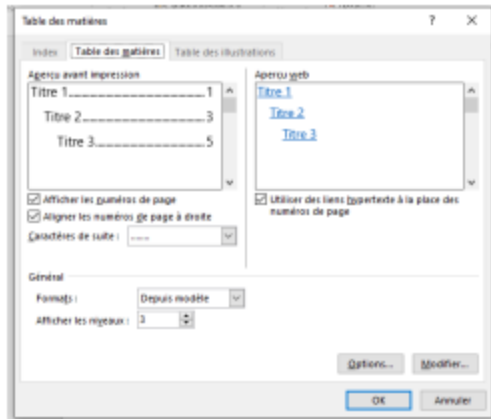 Table des matières ? ×
Index Table des matières Table des illustrations
Aperçu avant impression
Titre 1.................................1
Titre 2..............................3
Titre 3...........................5
Aperçu web
Titre 1
Titre 2
Titre 3
Afficher les numéros de page
Aligner les numéros de page à droite
Caractères de suite : ......
Utiliser des liens hypertexte à la place des
numéros de page
Général
Formats : Depuis modèle
Afficher les niveaux : 3
Options... Modifier...
OK Annuler